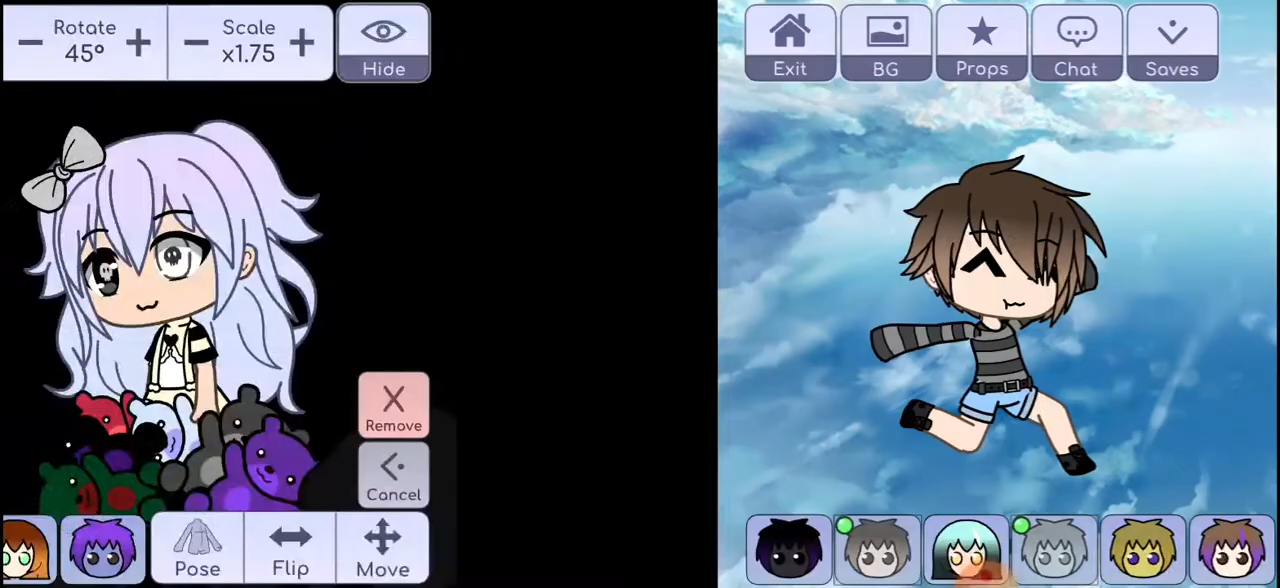 Rotate
45°
Scale
x1.75
Hide
Exit
BG
Props
Chat
Saves
X
Remove
Cancel
Pose
Flip
Move